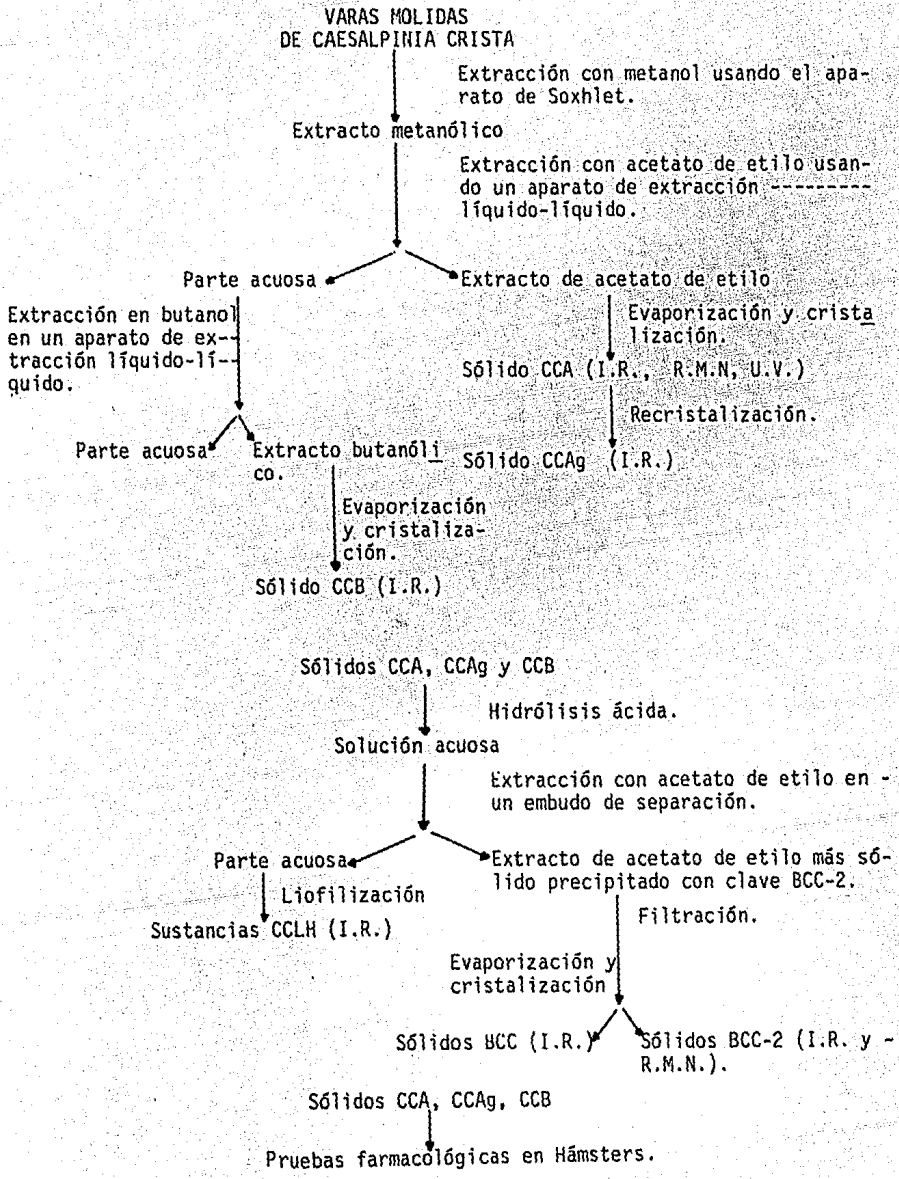 VARAS MOLIDAS
DE CAESALPINIA CRISTA
Extracción con metanol usando el apa-
rato de Soxhlet.
Extracto metanólico
Extracción con acetato de etilo usan-
do un aparato de extracción ---------
líquido-líquido.
Parte acuosa
Extracto de acetato de etilo
Extracción en butanol
en un aparato de ex--
tracción líquido-lí--
quido.
Evaporización y crista
lización.
Sólido CCA (I.R., R.M.N, U.V.)
Recristalización.
Parte acuosa
Extracto butanóli
co.
Sólido CCAg (I.R.)
Evaporización
y cristaliza-
ción.
Sólido CCB (I.R.)
Sólidos CCA, CCAg y CCB
Hidrólisis ácida.
Solución acuosa
Extracción con acetato de etilo en -
un embudo de separación.
Parte acuosa
Extracto de acetato de etilo más só-
lido precipitado con clave BCC-2.
Liofilización
Filtración.
Sustancias CCLH (I.R.)
Evaporización y
cristalización
Sólidos BCC (I.R.)
Sólidos BCC-2 (I.R. y -
R.M.N.).
Sólidos CCA, CCAg, CCB
Pruebas farmacológicas en Hámsters.